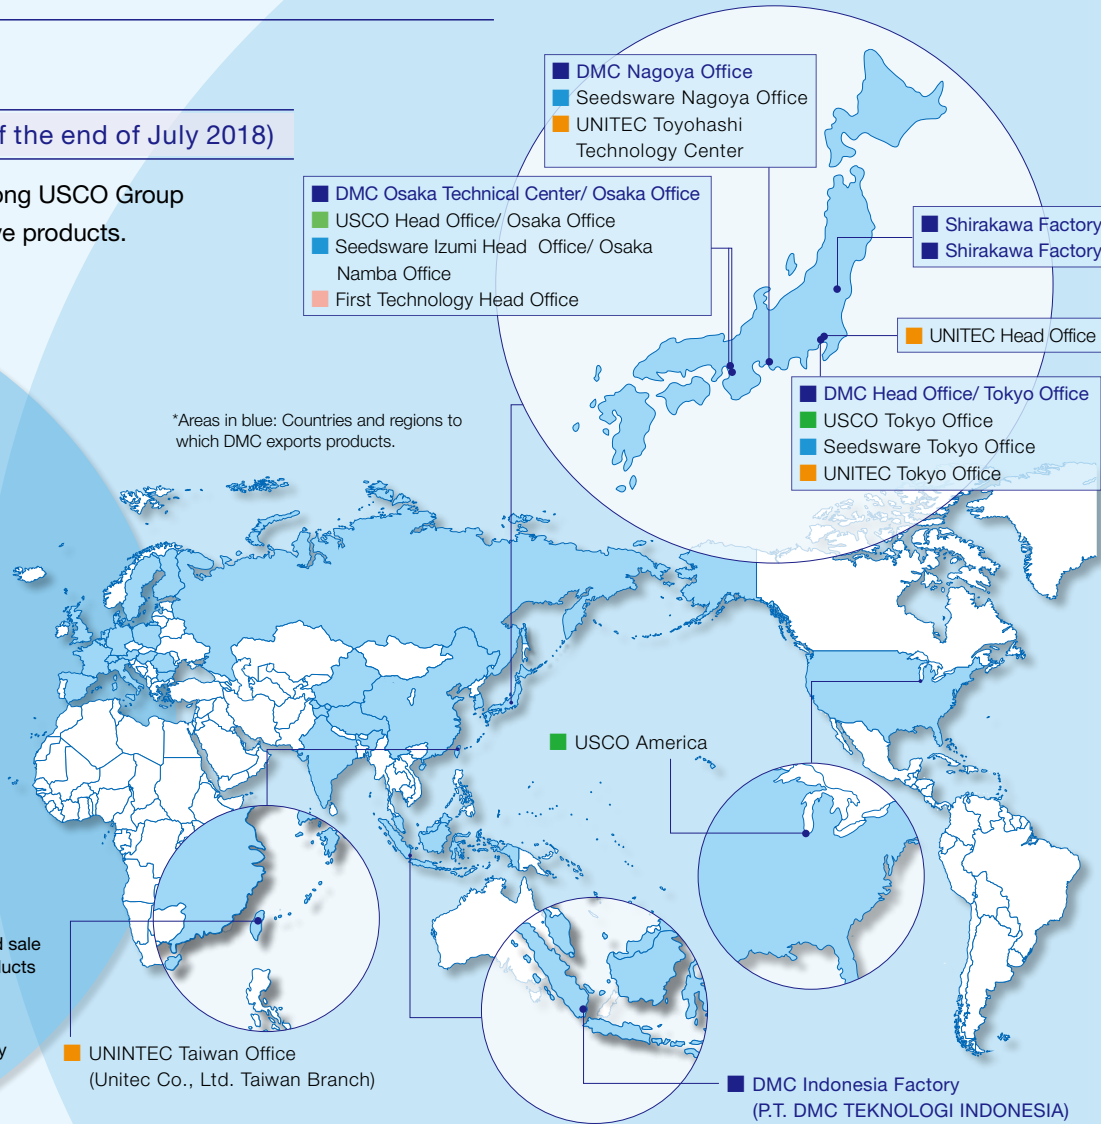 f the end of July 2018)
ong USCO Group
ve products.
DMC Nagoya Office
Seedsware Nagoya Office
UNITEC Toyohashi
Technology Center
DMC Osaka Technical Center/ Osaka Office
USCO Head Office/ Osaka Office
Seedsware Izumi Head Office/ Osaka
Namba Office
First Technology Head Office
Shirakawa Factory
Shirakawa Factory
UNITEC Head Office
DMC Head Office/ Tokyo Office
USCO Tokyo Office
Seedsware Tokyo Office
UNITEC Tokyo Office
*Areas in blue: Countries and regions to
which DMC exports products.
USCO America
d sale
ducts
y
UNINTEC Taiwan Office
(Unitec Co., Ltd. Taiwan Branch)
DMC Indonesia Factory
(P.T. DMC TEKNOLOGI INDONESIA)